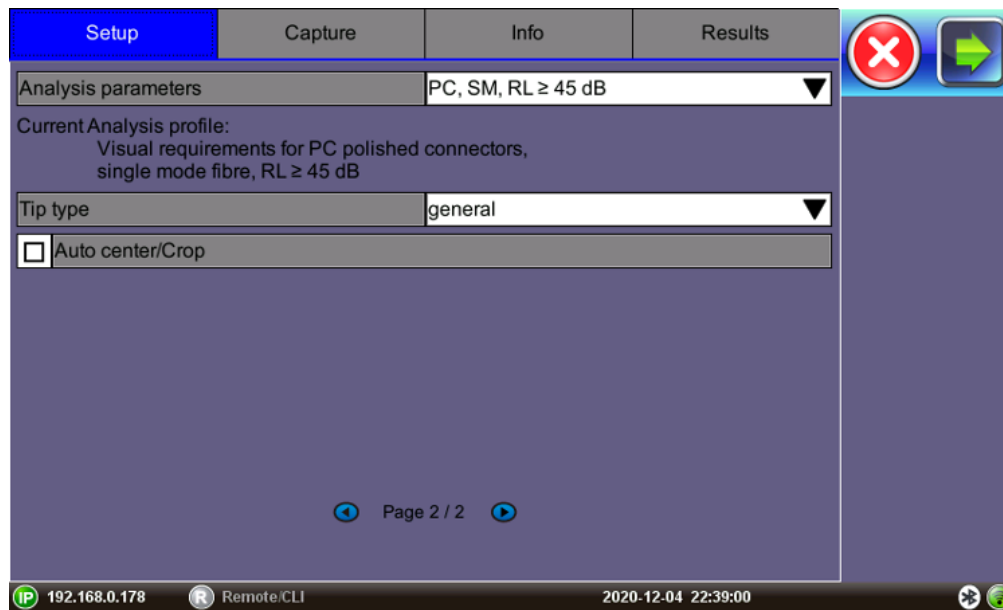 Setup Capture Info Results
Analysis parameters PC, SM, RL ≥ 45 dB
Current Analysis profile:
Visual requirements for PC polished connectors,
single mode fibre, RL ≥ 45 dB
Tip type general
Auto center/Crop
Page 2 / 2
IP 192.168.0.178 R Remote/CLI 2020-12-04 22:39:00